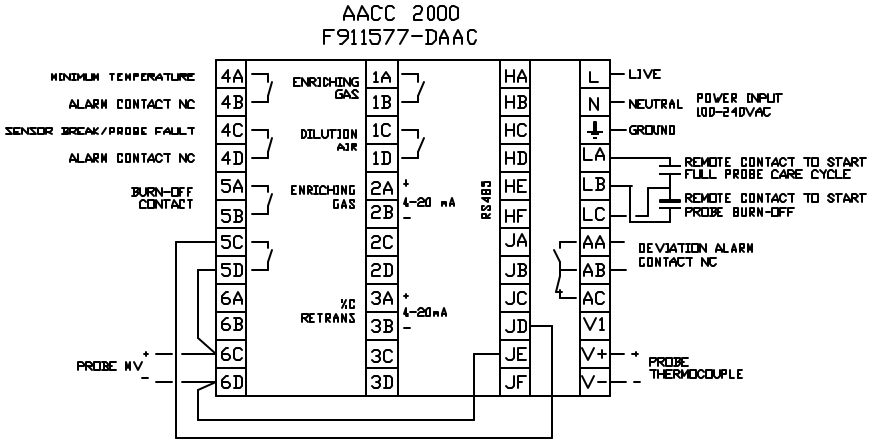 AACC 2000
F911577-DAAC
MINIMUM TEMPERATURE
ALARM CONTACT NC
SENSOR BREAK/PROBE FAULT
ALARM CONTACT NC
BURN-OFF
CONTACT
PROBE MV
+
-
4A
4B
4C
4D
5A
5B
5C
5D
6A
6B
6C
6D
ENRICHING
GAS
DILUTION
AIR
ENRICHING
GAS
%C
RETRANS
1A
1B
1C
1D
2A
2B
2C
2D
3A
3B
3C
3D
+
4-20 mA
-
+
4-20mA
-
RS485
HA
HB
HC
HD
HE
HF
JA
JB
JC
JD
JE
JF
L
N
LA
LB
LC
AA
AB
AC
V1
V+
V-
LIVE
NEUTRAL
GROUND
POWER INPUT
100-240VAC
REMOTE CONTACT TO START
FULL PROBE CARE CYCLE
REMOTE CONTACT TO START
PROBE BURN-OFF
DEVIATION ALARM
CONTACT NC
+
-
PROBE
THERMOCOUPLE